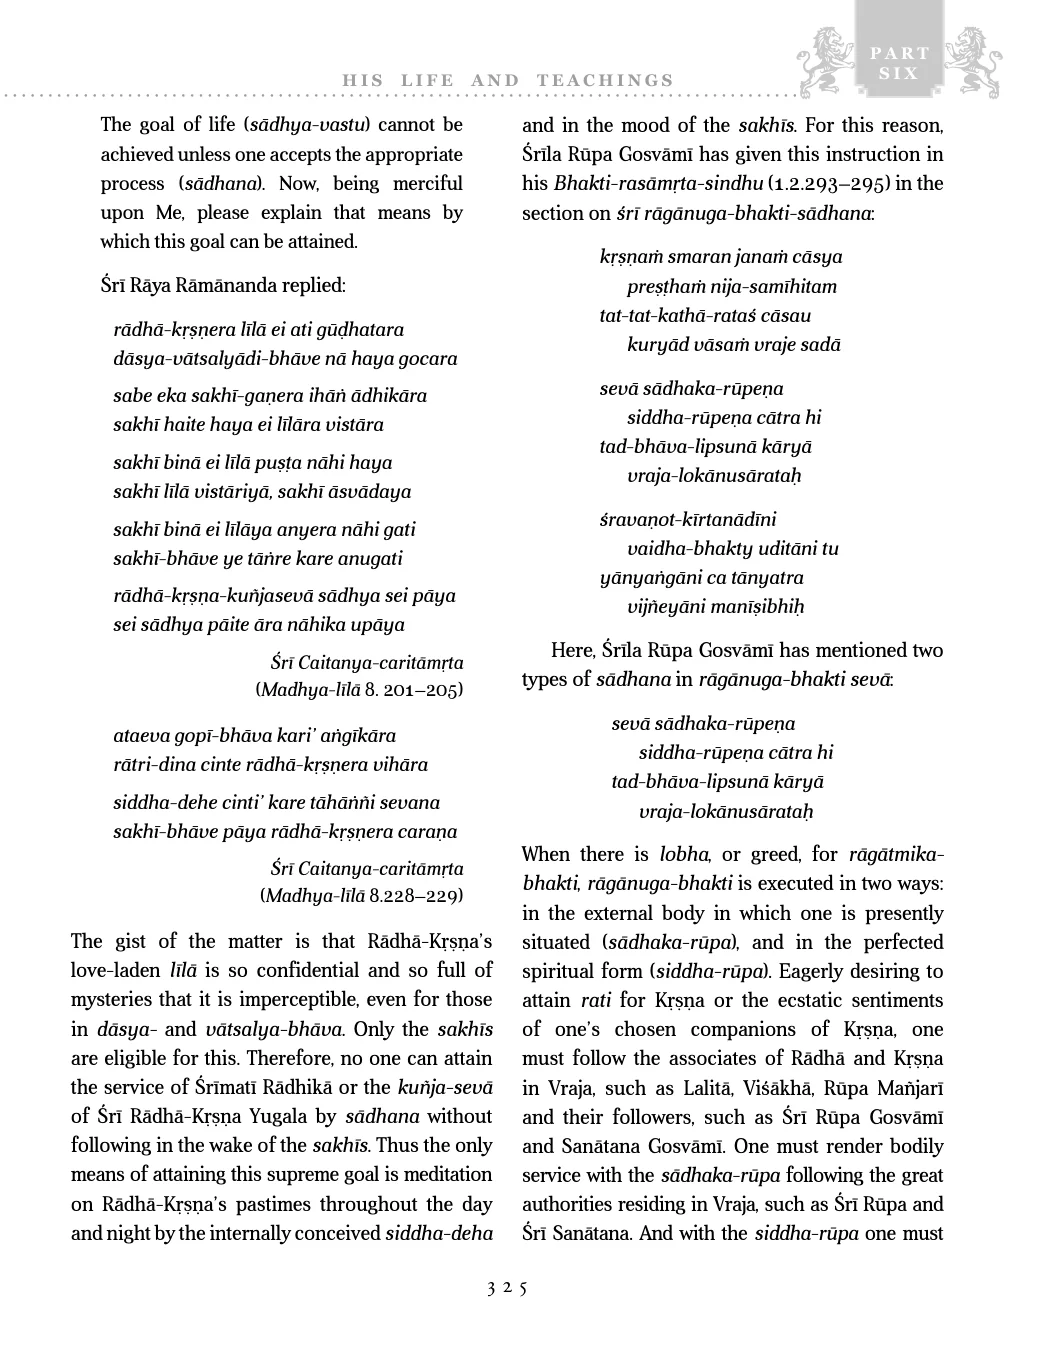 PART
SIX
HIS LIFE AND TEACHINGS
The goal of life (sādhya-vastu) cannot be
achieved unless one accepts the appropriate
process (sādhana). Now, being merciful
upon Me, please explain that means by
which this goal can be attained.
Śrī Rāya Rāmānanda replied:
rādhā-kṛṣṇera līlā ei ati gūḍhatara
dāsya-vātsalyādi-bhāve nā haya gocara
sabe eka sakhī-gaṇera ihāṅ ādhikāra
sakhī haite haya ei līlāra vistāra
sakhī binā ei līlā puṣṭa nāhi haya
sakhī līlā vistāriyā, sakhī āsvādaya
sakhī binā ei līlāya anyera nāhi gati
sakhī-bhāve ye tāṅre kare anugati
rādhā-kṛṣṇa-kuñjasevā sādhya sei pāya
sei sādhya pāite āra nāhika upāya
Śrī Caitanya-caritāmṛta
(Madhya-līlā 8. 201–205)
ataeva gopī-bhāva kari’ aṅgīkāra
rātri-dina cinte rādhā-kṛṣṇera vihāra
siddha-dehe cinti’ kare tāhāṅñi sevana
sakhī-bhāve pāya rādhā-kṛṣṇera caraṇa
Śrī Caitanya-caritāmṛta
(Madhya-līlā 8.228–229)
The gist of the matter is that Rādhā-Kṛṣṇa’s
love-laden līlā is so confidential and so full of
mysteries that it is imperceptible, even for those
in dāsya- and vātsalya-bhāva. Only the sakhīs
are eligible for this. Therefore, no one can attain
the service of Śrīmatī Rādhikā or the kuñja-sevā
of Śrī Rādhā-Kṛṣṇa Yugala by sādhana without
following in the wake of the sakhīs. Thus the only
means of attaining this supreme goal is meditation
on Rādhā-Kṛṣṇa’s pastimes throughout the day
and night by the internally conceived siddha-deha
and in the mood of the sakhīs. For this reason,
Śrīla Rūpa Gosvāmī has given this instruction in
his Bhakti-rasāmṛta-sindhu (1.2.293–295) in the
section on śrī rāgānuga-bhakti-sādhana:
kṛṣṇaṁ smaran janaṁ cāsya
preṣṭhaṁ nija-samīhitam
tat-tat-kathā-rataś cāsau
kuryād vāsaṁ vraje sadā
sevā sādhaka-rūpeṇa
siddha-rūpeṇa cātra hi
tad-bhāva-lipsunā kāryā
vraja-lokānusārataḥ
śravaṇot-kīrtanādīni
vaidha-bhakty uditāni tu
yānyaṅgāni ca tānyatra
vijñeyāni manīṣibhiḥ
Here, Śrīla Rūpa Gosvāmī has mentioned two
types of sādhana in rāgānuga-bhakti sevā:
sevā sādhaka-rūpeṇa
siddha-rūpeṇa cātra hi
tad-bhāva-lipsunā kāryā
vraja-lokānusārataḥ
When there is lobha, or greed, for rāgātmika-
bhakti, rāgānuga-bhakti is executed in two ways:
in the external body in which one is presently
situated (sādhaka-rūpa), and in the perfected
spiritual form (siddha-rūpa). Eagerly desiring to
attain rati for Kṛṣṇa or the ecstatic sentiments
of one’s chosen companions of Kṛṣṇa, one
must follow the associates of Rādhā and Kṛṣṇa
in Vraja, such as Lalitā, Viśākhā, Rūpa Mañjarī
and their followers, such as Śrī Rūpa Gosvāmī
and Sanātana Gosvāmī. One must render bodily
service with the sādhaka-rūpa following the great
authorities residing in Vraja, such as Śrī Rūpa and
Śrī Sanātana. And with the siddha-rūpa one must
325